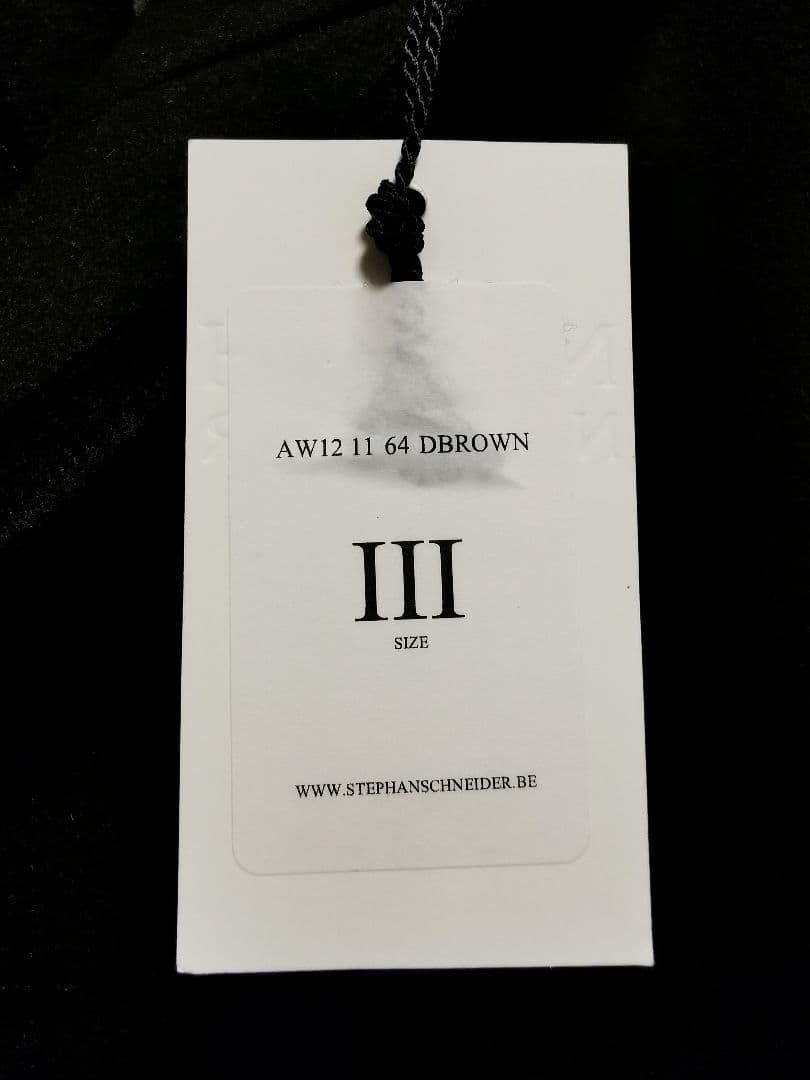 AW12 11 64 DBROWN
III
SIZE
WWW.STEPHANSCHNEIDER.BE